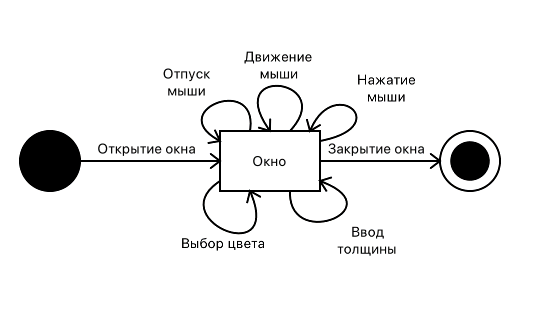 Движение
мыши
Отпуск
мыши
Нажатие
мыши
Открытие окна
Окно
Закрытие окна
Выбор цвета
Ввод
толщины